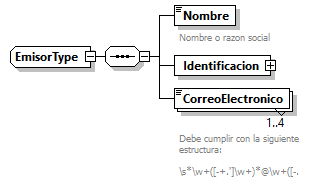 Nombre
Nombre o razon social
EmisorType
Identificacion
CorreoElectronico
1..4
Debe cumplir con la siguiente
estructura:
\s*\w+([-+.']\w+)*@\w+([-.